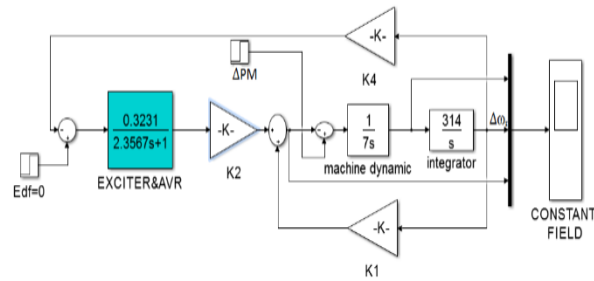 -K-
K4
ΔPM
0.3231
2.3567s+1
EXCITER&AVR
-K-
K2
1
7s
machine dynamic
314
s
integrator
Edf=0
-K-
K1
CONSTANT
FIELD